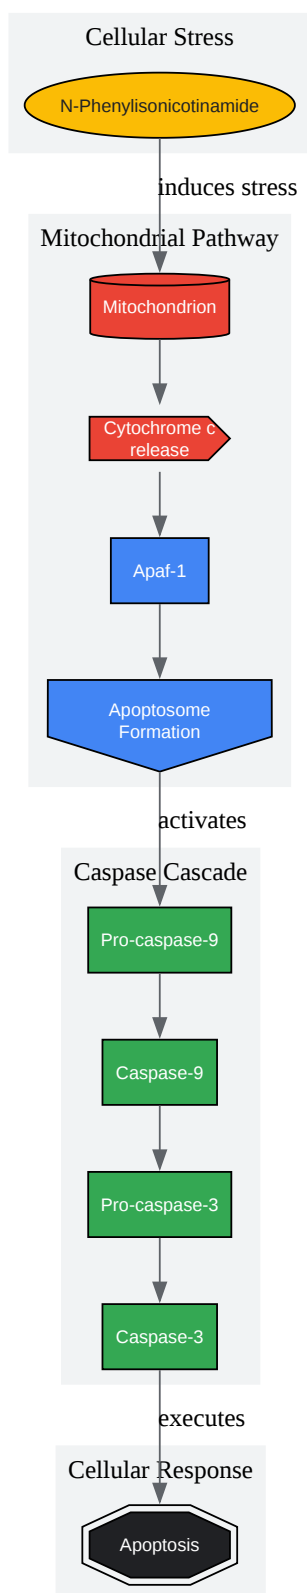 Cellular Stress
N-Phenylisonicotinamide
induces stress
Mitochondrial Pathway
Mitochondrion
Cytochrome c
release
Apaf-1
Apoptosome
Formation
activates
Caspase Cascade
Pro-caspase-9
Caspase-9
Pro-caspase-3
Caspase-3
executes
Cellular Response
Apoptosis